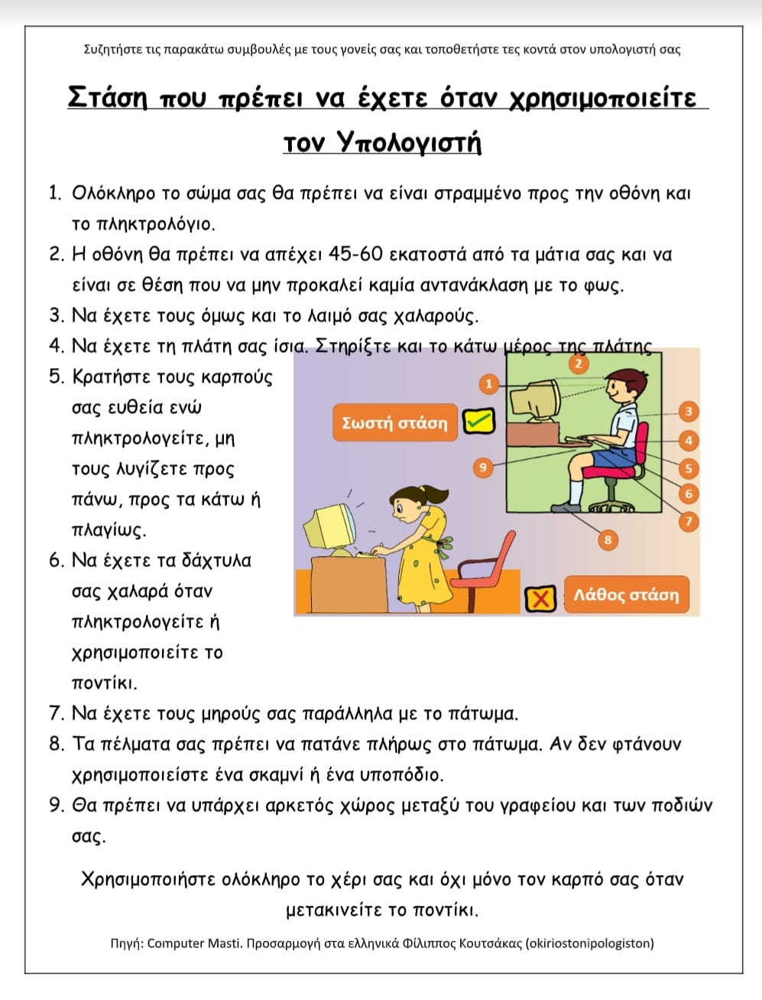 Συζητήστε τις παρακάτω συμβουλές με τους γονείς σας και τοποθετήστε τες κοντά στον υπολογιστή σας
Στάση που πρέπει να έχετε όταν χρησιμοποιείτε
τον Υπολογιστή
1. Ολόκληρο το σώμα σας θα πρέπει να είναι στραμμένο προς την οθόνη και
το πληκτρολόγιο.
2. Η οθόνη θα πρέπει να απέχει 45-60 εκατοστά από τα μάτια σας και να
είναι σε θέση που να μην προκαλεί καμία αντανάκλαση με το φως.
3. Να έχετε τους όμως και το λαιμό σας χαλαρούς.
4. Να έχετε τη πλάτη σας ίσια. Στηρίξτε και το κάτω μέρος της πλάτης
5. Κρατήστε τους καρπούς
σας ευθεία ενώ
πληκτρολογείτε, μη
τους λυγίζετε προς
πάνω, προς τα κάτω ή
πλαγίως.
6. Να έχετε τα δάχτυλα
σας χαλαρά όταν
πληκτρολογείτε ή
χρησιμοποιείτε το
ποντίκι.
1
2
Σωστή στάση
3
4
9
5
6
7
8
Λάθος στάση
7. Να έχετε τους μηρούς σας παράλληλα με το πάτωμα.
8. Τα πέλματα σας πρέπει να πατάνε πλήρως στο πάτωμα. Αν δεν φτάνουν
χρησιμοποιείστε ένα σκαμνί ή ένα υποπόδιο.
9. Θα πρέπει να υπάρχει αρκετός χώρος μεταξύ του γραφείου και των ποδιών
σας.
Χρησιμοποιήστε ολόκληρο το χέρι σας και όχι μόνο τον καρπό σας όταν
μετακινείτε το ποντίκι.
Πηγή: Computer Masti. Προσαρμογή στα ελληνικά Φίλιππος Κουτσάκας (okiriostonipologiston)